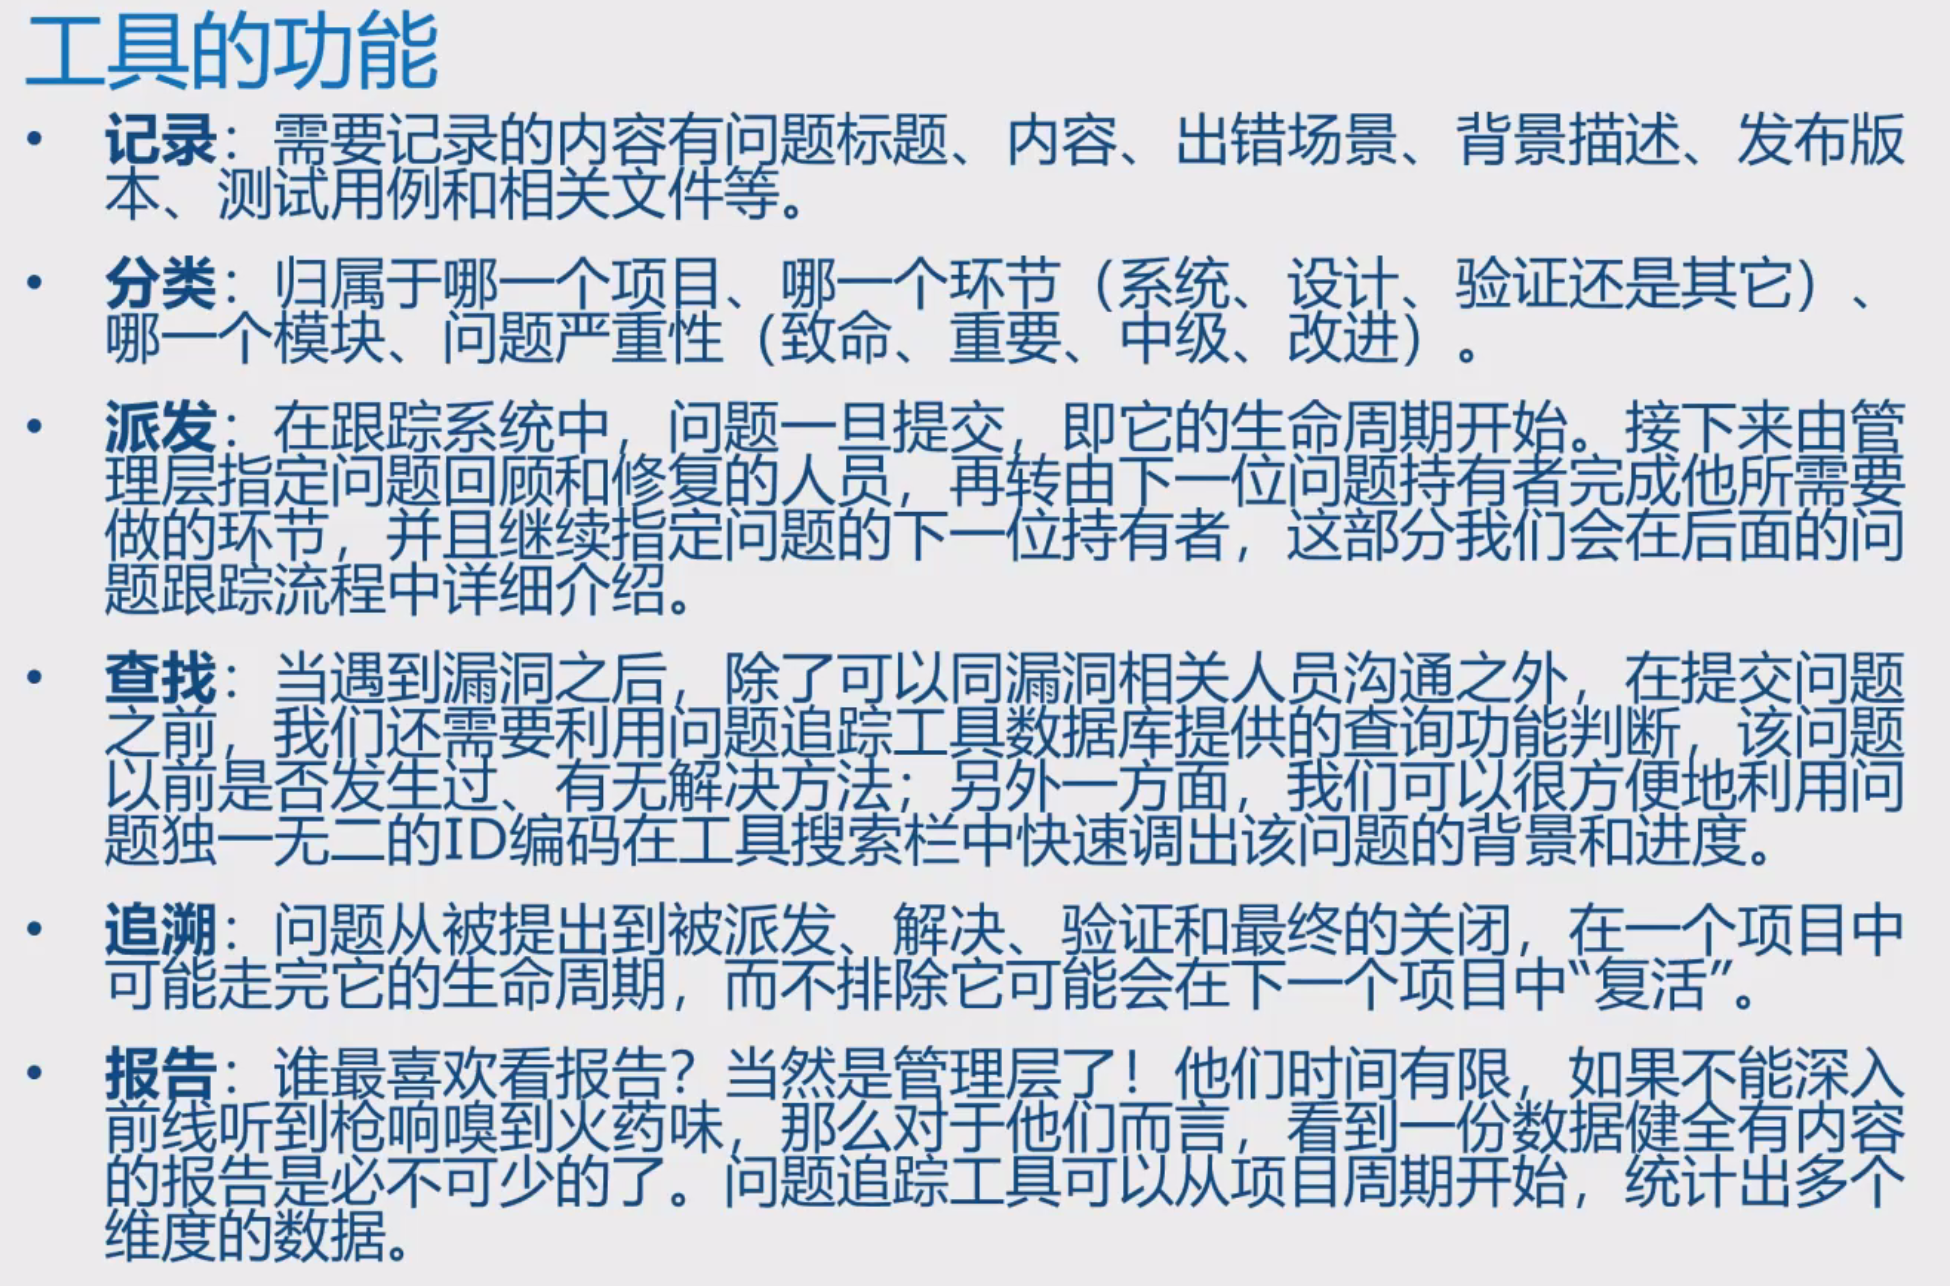 工具的功能
• 记录：需要记录的内容有问题标题、内容、出错场景、背景描述、发布版
本、测试用例和相关文件等。
• 分类：归属于哪一个项目、哪一个环节（系统、设计、验证还是其它）、
哪一个模块、问题严重性（致命、重要、中级、改进）。
• 派发：在跟踪系统中，问题一旦提交，即它的生命周期开始。接下来由管
理层指定问题回顾和修复的人员，再转由下一位问题持有者完成他所需要
做的环节，并且继续指定问题的下一位持有者，这部分我们会在后面的问
题跟踪流程中详细介绍。
• 查找：当遇到漏洞之后，除了可以同漏洞相关人员沟通之外，在提交问题
之前，我们还需要利用问题追踪工具数据库提供的查询功能判断，该问题
以前是否发生过、有无解决方法；另外一方面，我们可以很方便地利用问
题独一无二的ID编码在工具搜索栏中快速调出该问题的背景和进度。
• 追溯：问题从被提出到被派发、解决、验证和最终的关闭，在一个项目中
可能走完它的生命周期，而不排除它可能会在下一个项目中“复活”。
• 报告：谁最喜欢看报告？当然是管理层了！他们时间有限，如果不能深入
前线听到枪响嗅到火药味，那么对于他们而言，看到一份数据健全有内容
的报告是必不可少的了。问题追踪工具可以从项目周期开始，统计出多个
维度的数据。